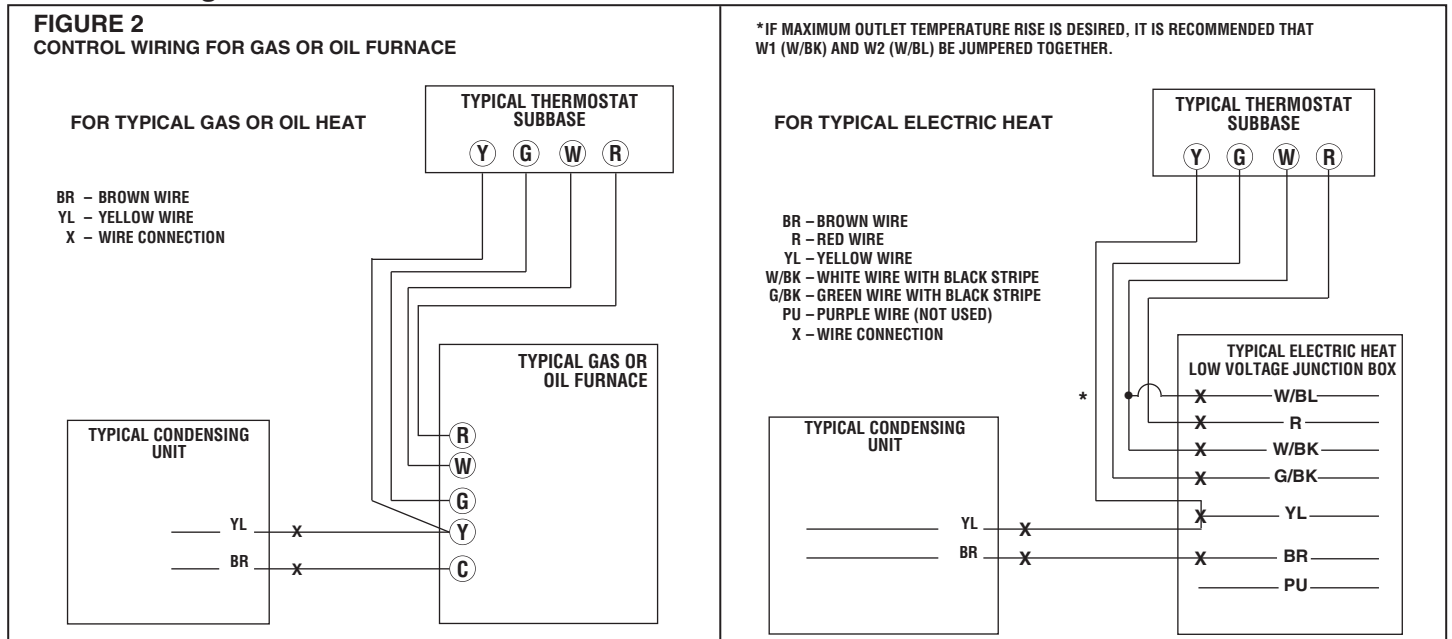 FIGURE 2
CONTROL WIRING FOR GAS OR OIL FURNACE
FOR TYPICAL GAS OR OIL HEAT
TYPICAL THERMOSTAT
SUBBASE
Y G W R
BR – BROWN WIRE
YL – YELLOW WIRE
X – WIRE CONNECTION
TYPICAL GAS OR
OIL FURNACE
R
W
G
Y
C
TYPICAL CONDENSING
UNIT
YL X
BR X
*IF MAXIMUM OUTLET TEMPERATURE RISE IS DESIRED, IT IS RECOMMENDED THAT
W1 (W/BK) AND W2 (W/BL) BE JUMPERED TOGETHER.
FOR TYPICAL ELECTRIC HEAT
TYPICAL THERMOSTAT
SUBBASE
Y G W R
BR – BROWN WIRE
R – RED WIRE
YL – YELLOW WIRE
W/BK – WHITE WIRE WITH BLACK STRIPE
G/BK – GREEN WIRE WITH BLACK STRIPE
PU – PURPLE WIRE (NOT USED)
X – WIRE CONNECTION
TYPICAL ELECTRIC HEAT
LOW VOLTAGE JUNCTION BOX
* X W/BL
X R
X W/BK
X G/BK
X YL
X BR
PU
TYPICAL CONDENSING
UNIT
YL X
BR X